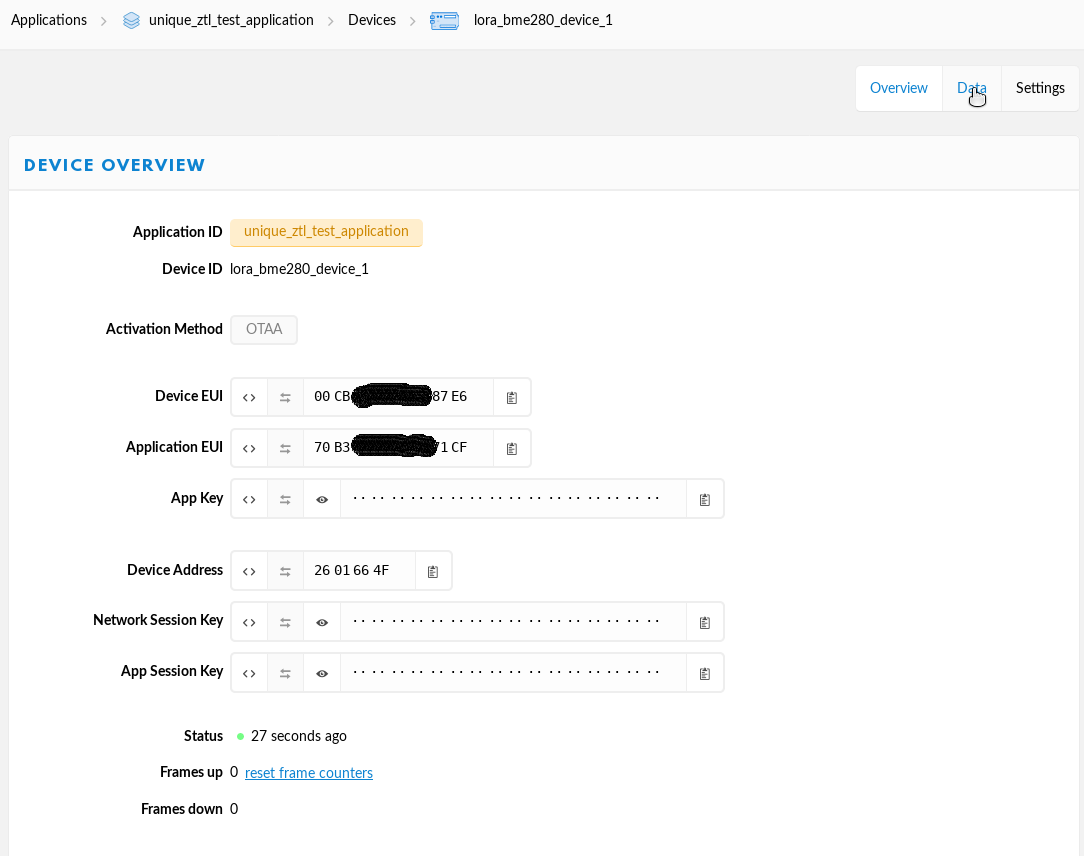 Applications > unique_ztl_test_application > Devices > lora_bme280_device_1
Overview Data Settings
DEVICE OVERVIEW
Application ID unique_ztl_test_application
Device ID lora_bme280_device_1
Activation Method OTAA
Device EUI <> 00 CB 87 E6
Application EUI <> 70 B3 71 CF
App Key <> ·· ·· ·· ·· ·· ·· ·· ·· ·· ·· ·· ·· ·· ·· ·· ··
Device Address <> 26 01 66 4F
Network Session Key <> ·· ·· ·· ·· ·· ·· ·· ·· ·· ·· ·· ·· ·· ·· ·· ··
App Session Key <> ·· ·· ·· ·· ·· ·· ·· ·· ·· ·· ·· ·· ·· ·· ·· ··
Status 27 seconds ago
Frames up 0 reset frame counters
Frames down 0